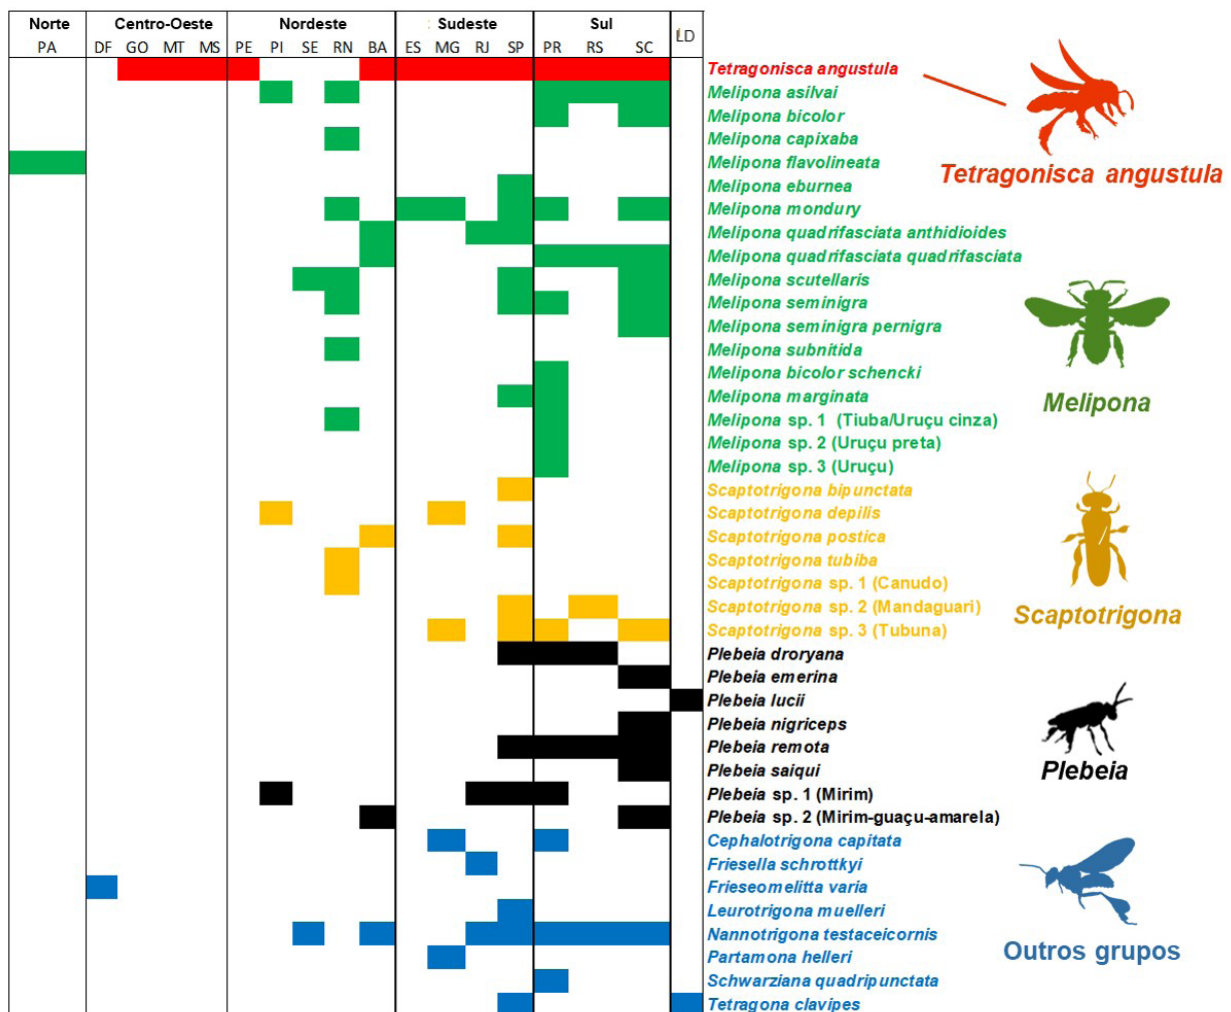 Norte Centro-Oeste Nordeste Sudeste Sul
PA DF GO MT MS PE PI SE RN BA ES MG RJ SP PR RS SC LD
Tetragonisca angustula
Melipona asilvai
Melipona bicolor
Melipona capixaba
Melipona flavolineata
Melipona eburnea
Melipona mondury
Melipona quadrifasciata anthidioides
Melipona quadrifasciata quadrifasciata
Melipona scutellaris
Melipona seminigra
Melipona seminigra pernigra
Melipona subnitida
Melipona bicolor schencki
Melipona marginata
Melipona sp. 1 (Tiuba/Uruçu cinza)
Melipona sp. 2 (Uruçu preta)
Melipona sp. 3 (Uruçu)
Scaptotrigona bipunctata
Scaptotrigona depilis
Scaptotrigona postica
Scaptotrigona tubiba
Scaptotrigona sp. 1 (Canudo)
Scaptotrigona sp. 2 (Mandaguari)
Scaptotrigona sp. 3 (Tubuna)
Plebeia droryana
Plebeia emerina
Plebeia lucii
Plebeia nigriceps
Plebeia remota
Plebeia saiqui
Plebeia sp. 1 (Mirim)
Plebeia sp. 2 (Mirim-guaçu-amarela)
Cephalotrigona capitata
Friesella schrottkyi
Frieseomelitta varia
Leurotrigona muelleri
Nannotrigona testaceicornis
Partamona helleri
Schwarziana quadripunctata
Tetragona clavipes
Tetragonisca angustula
Melipona
Scaptotrigona
Plebeia
Outros grupos